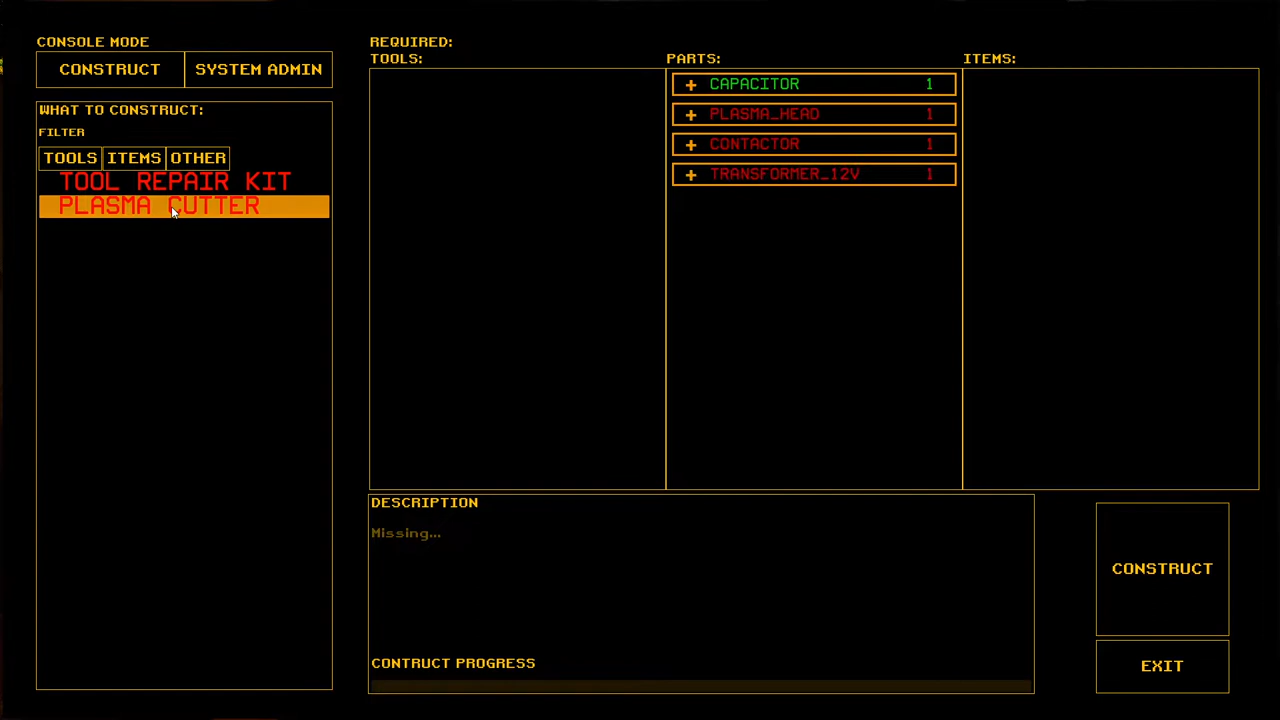 CONSOLE MODE
CONSTRUCT
SYSTEM ADMIN
WHAT TO CONSTRUCT:
FILTER
TOOLS
ITEMS
OTHER
TOOL REPAIR KIT
PLASMA CUTTER
REQUIRED:
TOOLS:
PARTS:
ITEMS:
+ CAPACITOR 1
+ PLASMA_HEAD 1
+ CONTACTOR 1
+ TRANSFORMER_12V 1
DESCRIPTION
Missing...
CONTRUCT PROGRESS
CONSTRUCT
EXIT